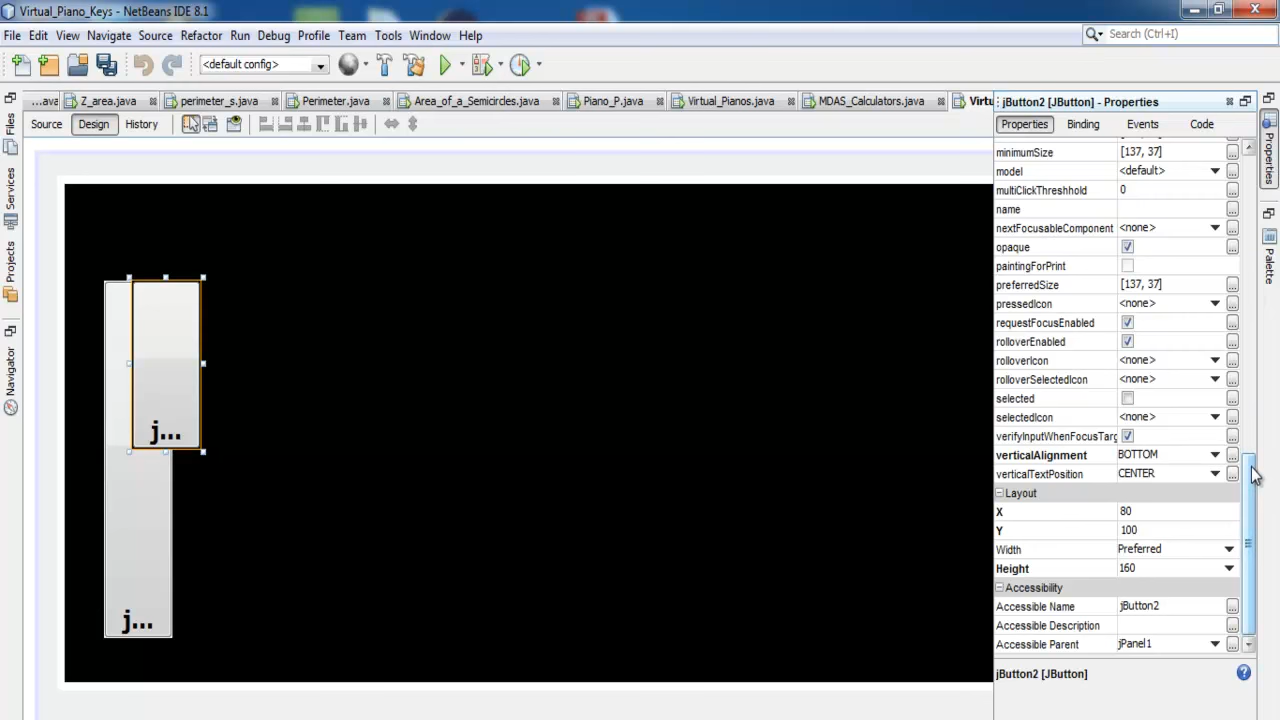 Virtual_Piano_Keys - NetBeans IDE 8.1
File Edit View Navigate Source Refactor Run Debug Profile Team Tools Window Help
Search (Ctrl+I)
<default config>
...ava Z_area.java perimeter_s.java Perimeter.java Area_of_a_Semicircles.java Piano_P.java Virtual_Pianos.java MDAS_Calculators.java Virtu
Source Design History
Files
Services
Projects
Navigator
j...
j...
jButton2 [JButton] - Properties
Properties Binding Events Code
minimumSize [137, 37] ...
model <default> ...
multiClickThreshhold 0 ...
name ...
nextFocusableComponent <none> ...
opaque ...
paintingForPrint ...
preferredSize [137, 37] ...
pressedIcon <none> ...
requestFocusEnabled ...
rolloverEnabled ...
rolloverIcon <none> ...
rolloverSelectedIcon <none> ...
selected ...
selectedIcon <none> ...
verifyInputWhenFocusTarg ...
verticalAlignment BOTTOM ...
verticalTextPosition CENTER ...
Layout
X 80
Y 100
Width Preferred
Height 160
Accessibility
Accessible Name jButton2 ...
Accessible Description ...
Accessible Parent jPanel1 ...
jButton2 [JButton]
?
Properties
Palette